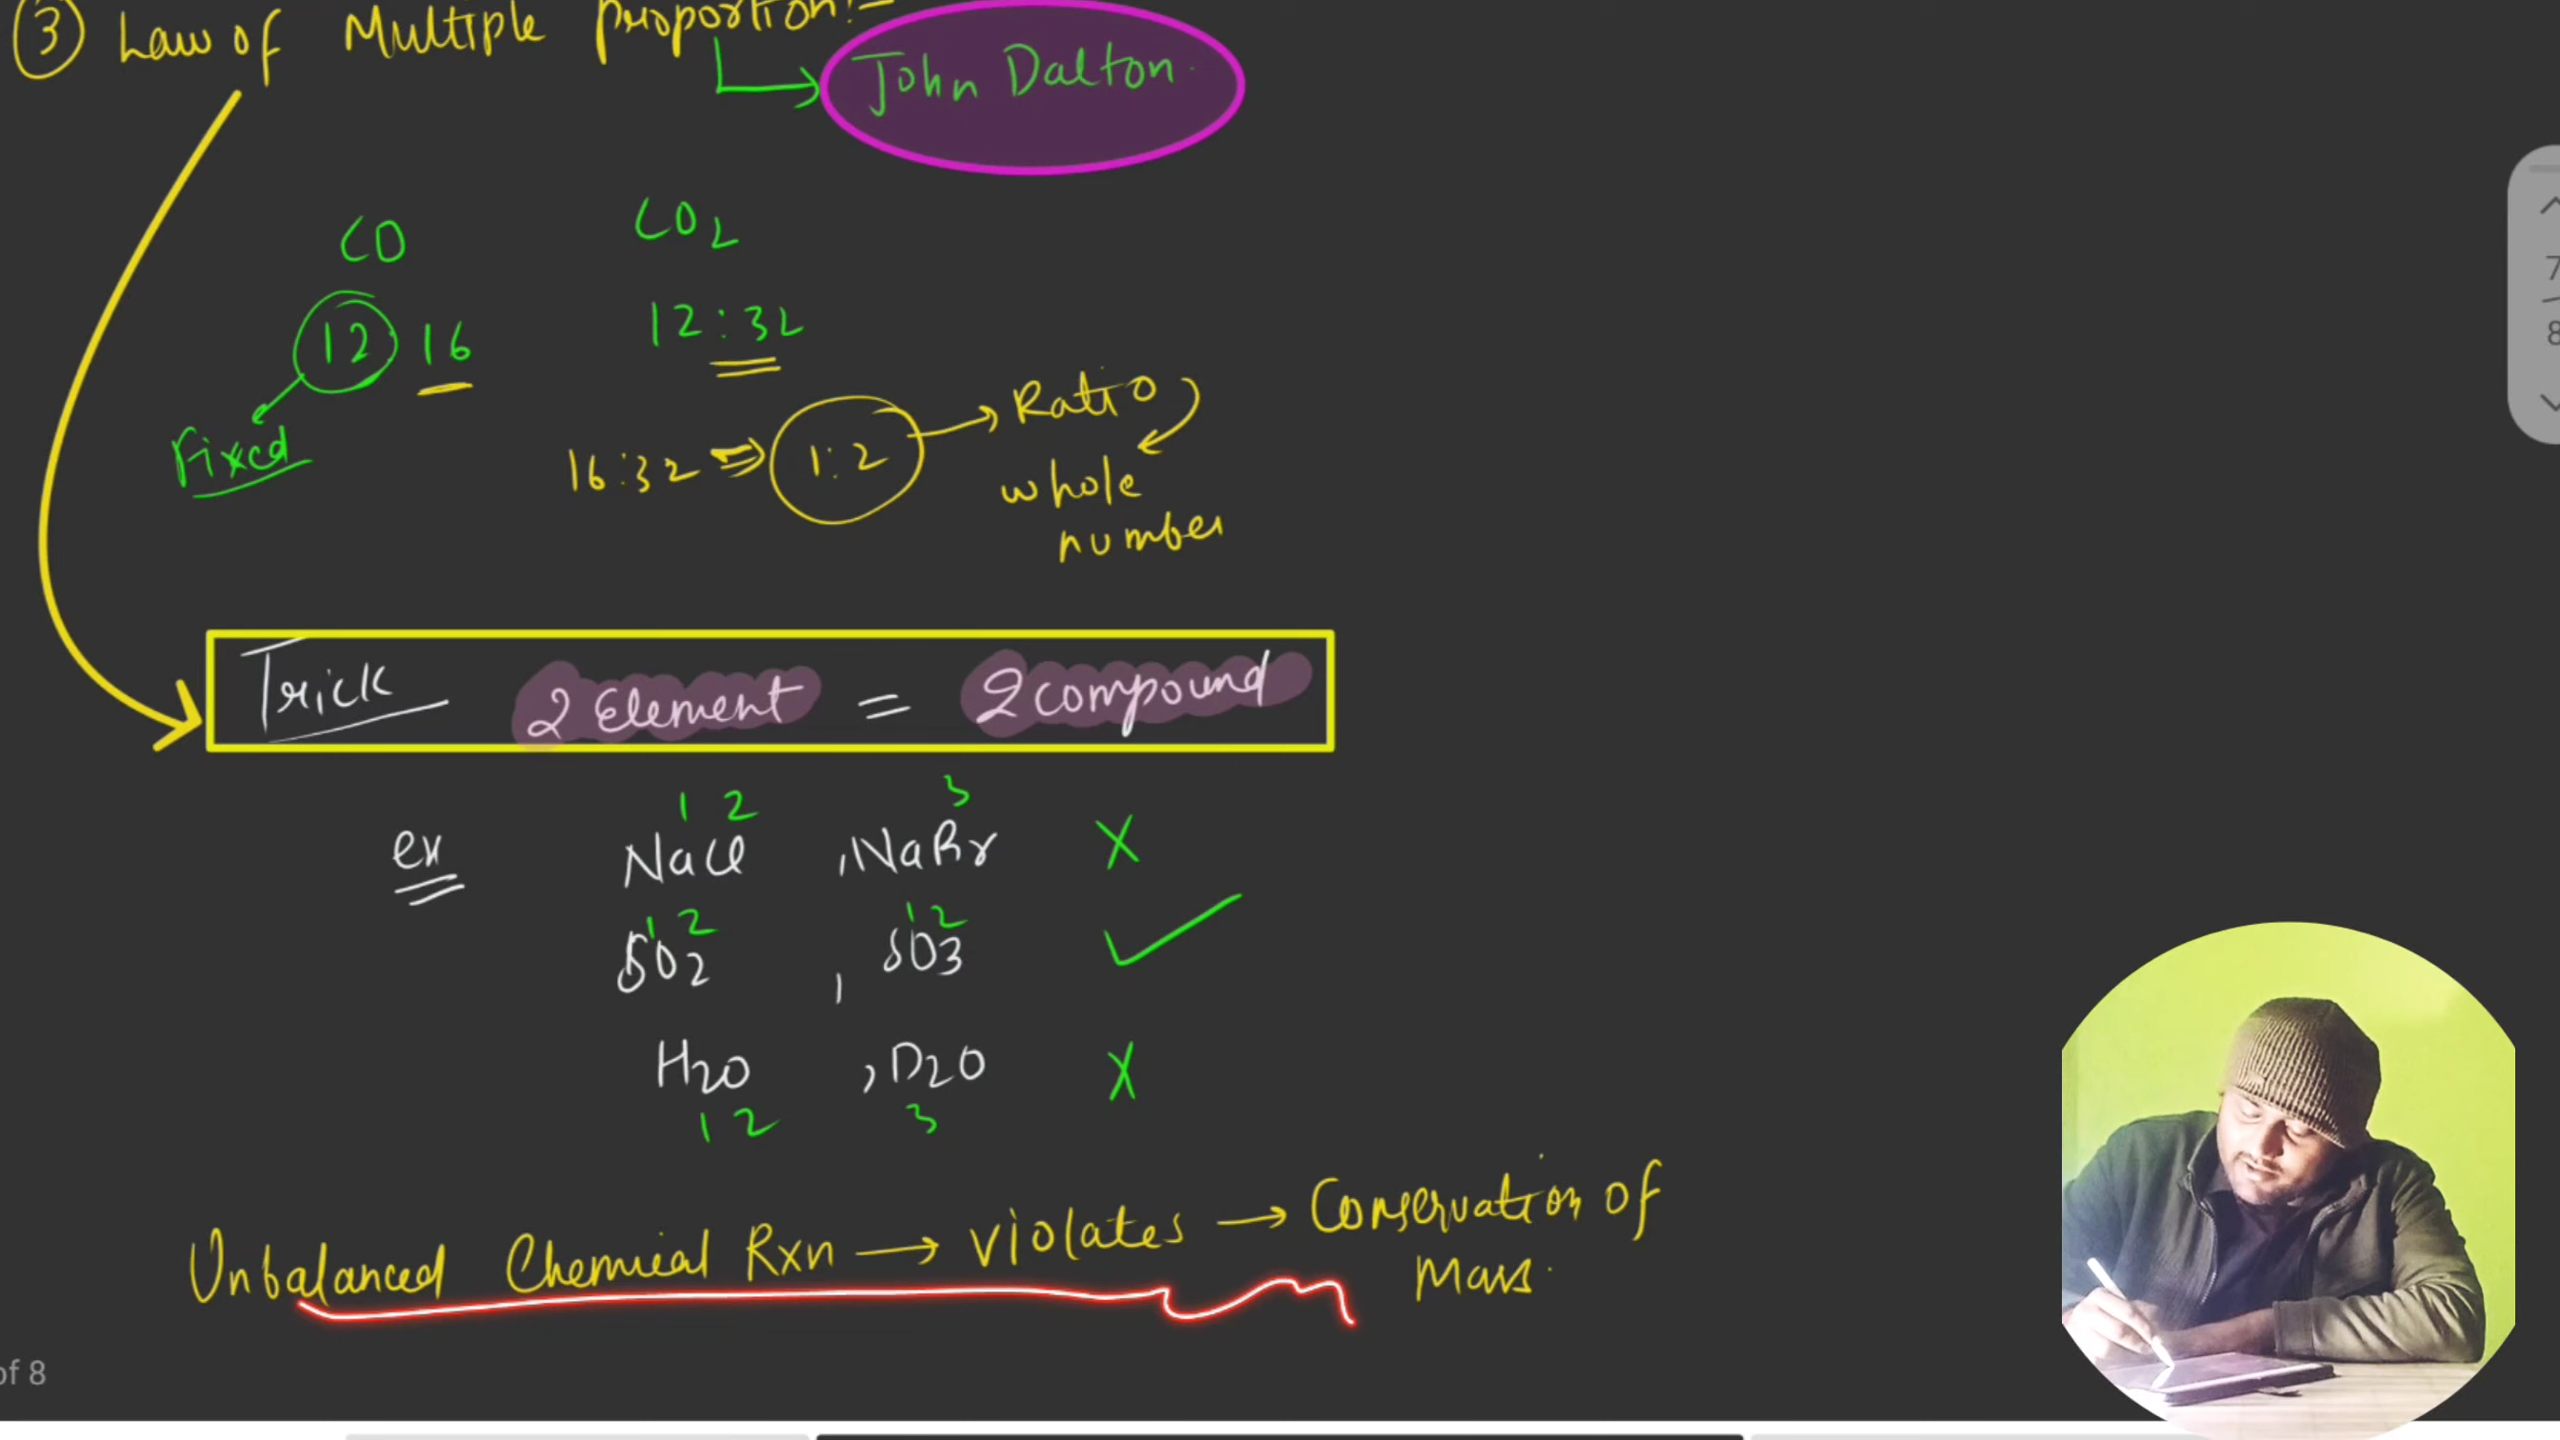 ③ Law of Multiple proportion:-
John Dalton.
CO CO2
12 16 12:32
Fixed
16:32 ⇒ 1:2 → Ratio
whole
number
Trick 2 Element = 2 compound
1 2 3
ex NaCl , NaBr X
1 2 1 2
SO2 , SO3 ✓
H2O , D2O X
1 2 3
Unbalanced Chemical Rxn → violates → Conservation of
Mass.
of 8
7
8